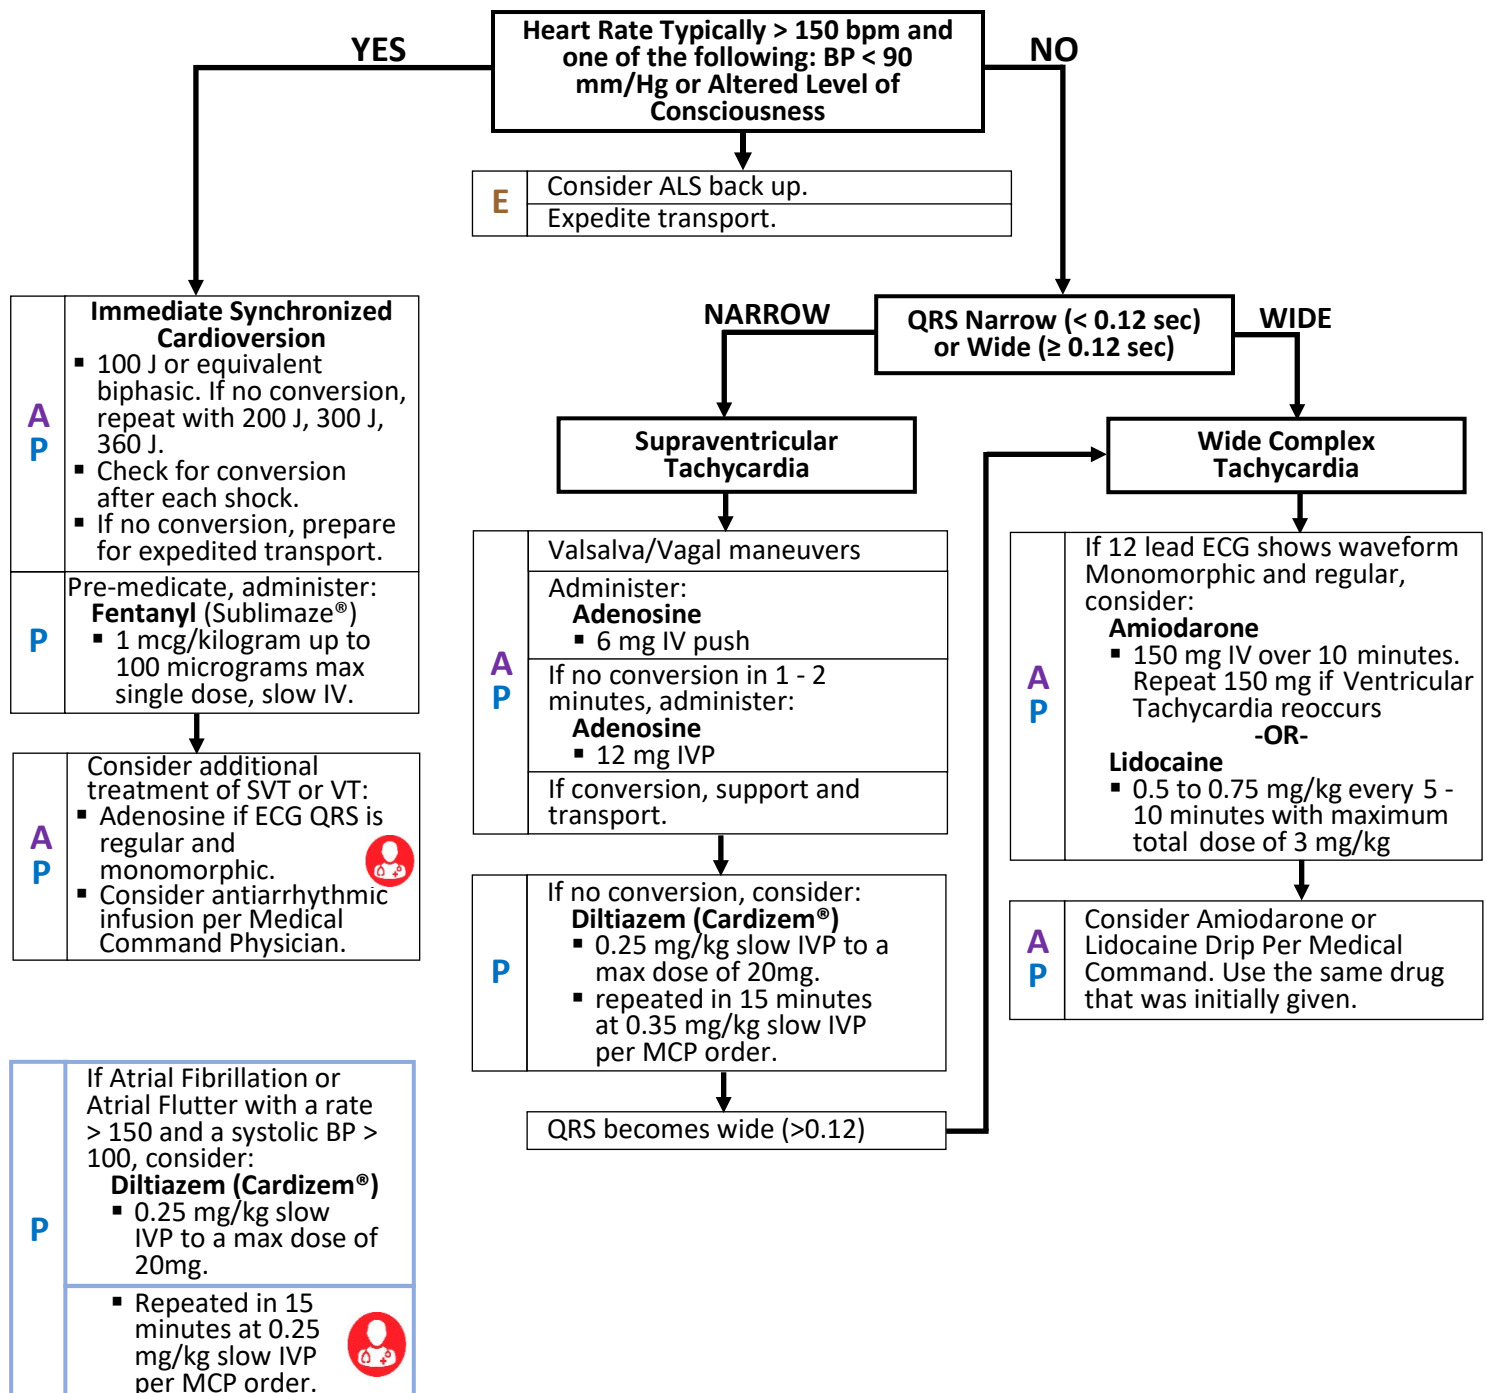 Heart Rate Typically > 150 bpm and
one of the following: BP < 90
mm/Hg or Altered Level of
Consciousness
YES
NO
E
Consider ALS back up.
Expedite transport.
A
P
Immediate Synchronized
Cardioversion
▪ 100 J or equivalent
biphasic. If no conversion,
repeat with 200 J, 300 J,
360 J.
▪ Check for conversion
after each shock.
▪ If no conversion, prepare
for expedited transport.
P
Pre-medicate, administer:
Fentanyl (Sublimaze®)
▪ 1 mcg/kilogram up to
100 micrograms max
single dose, slow IV.
A
P
Consider additional
treatment of SVT or VT:
▪ Adenosine if ECG QRS is
regular and
monomorphic.
▪ Consider antiarrhythmic
infusion per Medical
Command Physician.
P
If Atrial Fibrillation or
Atrial Flutter with a rate
> 150 and a systolic BP >
100, consider:
Diltiazem (Cardizem®)
▪ 0.25 mg/kg slow
IVP to a max dose of
20mg.
▪ Repeated in 15
minutes at 0.25
mg/kg slow IVP
per MCP order.
QRS Narrow (< 0.12 sec)
or Wide (≥ 0.12 sec)
NARROW
WIDE
Supraventricular
Tachycardia
A
P
Valsalva/Vagal maneuvers
Administer:
Adenosine
▪ 6 mg IV push
If no conversion in 1 - 2
minutes, administer:
Adenosine
▪ 12 mg IVP
If conversion, support and
transport.
P
If no conversion, consider:
Diltiazem (Cardizem®)
▪ 0.25 mg/kg slow IVP to a
max dose of 20mg.
▪ repeated in 15 minutes
at 0.35 mg/kg slow IVP
per MCP order.
QRS becomes wide (>0.12)
Wide Complex
Tachycardia
A
P
If 12 lead ECG shows waveform
Monomorphic and regular,
consider:
Amiodarone
▪ 150 mg IV over 10 minutes.
Repeat 150 mg if Ventricular
Tachycardia reoccurs
-OR-
Lidocaine
▪ 0.5 to 0.75 mg/kg every 5 -
10 minutes with maximum
total dose of 3 mg/kg
A
P
Consider Amiodarone or
Lidocaine Drip Per Medical
Command. Use the same drug
that was initially given.